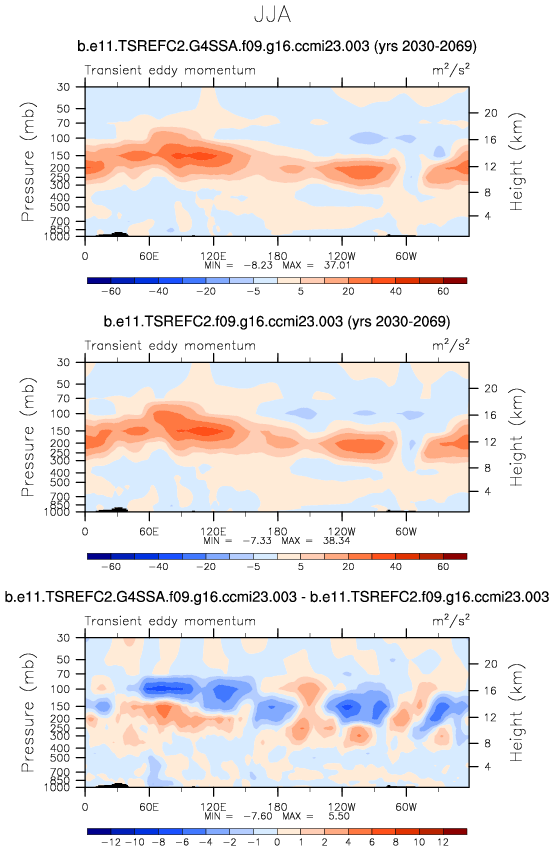 JJA
b.e11.TSREFC2.G4SSA.f09.g16.ccmi23.003 (yrs 2030-2069)
Transient eddy momentum m²/s²
Pressure (mb)
30
50
70
100
150
200
250
300
400
500
700
850
1000
Height (km)
20
16
12
8
4
0 60E 120E 180 120W 60W
MIN = -8.23 MAX = 37.01
-60 -40 -20 -5 5 20 40 60
b.e11.TSREFC2.f09.g16.ccmi23.003 (yrs 2030-2069)
Transient eddy momentum m²/s²
Pressure (mb)
30
50
70
100
150
200
250
300
400
500
700
850
1000
Height (km)
20
16
12
8
4
0 60E 120E 180 120W 60W
MIN = -7.33 MAX = 38.34
-60 -40 -20 -5 5 20 40 60
b.e11.TSREFC2.G4SSA.f09.g16.ccmi23.003 - b.e11.TSREFC2.f09.g16.ccmi23.003
Transient eddy momentum m²/s²
Pressure (mb)
30
50
70
100
150
200
250
300
400
500
700
850
1000
Height (km)
20
16
12
8
4
0 60E 120E 180 120W 60W
MIN = -7.60 MAX = 5.50
-12 -10 -8 -6 -4 -2 -1 0 1 2 4 6 8 10 12